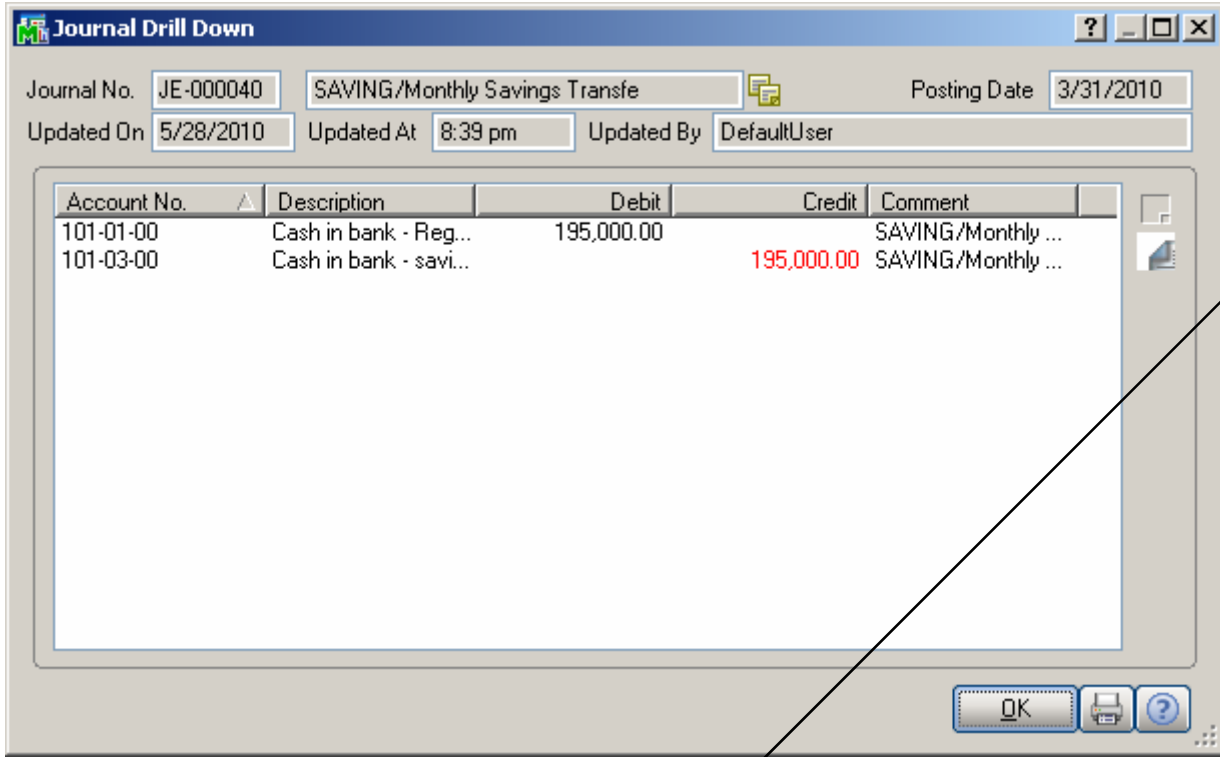 Journal Drill Down
Journal No. JE-000040 SAVING/Monthly Savings Transfe Posting Date 3/31/2010
Updated On 5/28/2010 Updated At 8:39 pm Updated By DefaultUser
Account No. Description Debit Credit Comment
101-01-00 Cash in bank - Reg... 195,000.00 SAVING/Monthly ...
101-03-00 Cash in bank - savi... 195,000.00 SAVING/Monthly ...
OK